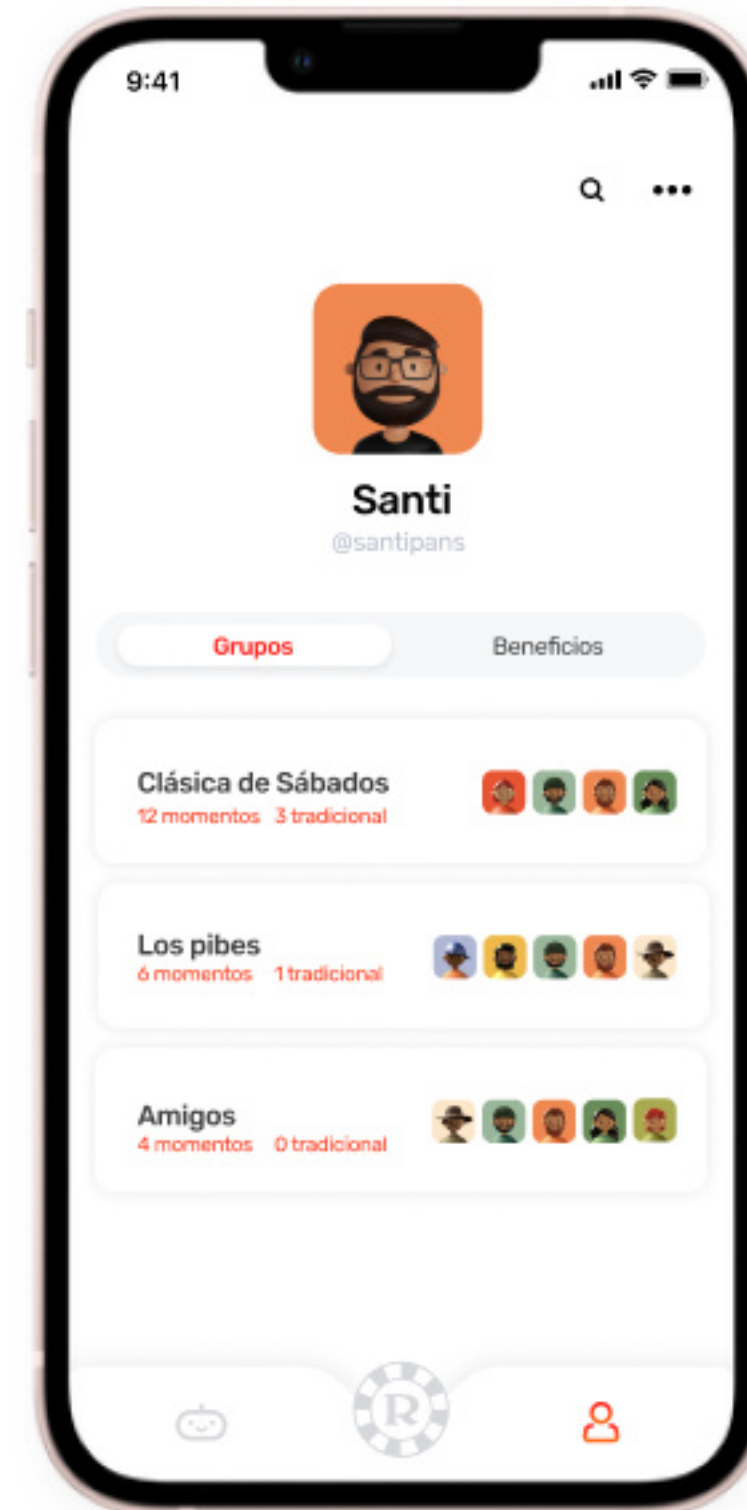 9:41
Santi
@santipans
Grupos Beneficios
Clásica de Sábados
12 momentos 3 tradicional
Los pibes
6 momentos 1 tradicional
Amigos
4 momentos 0 tradicional
R